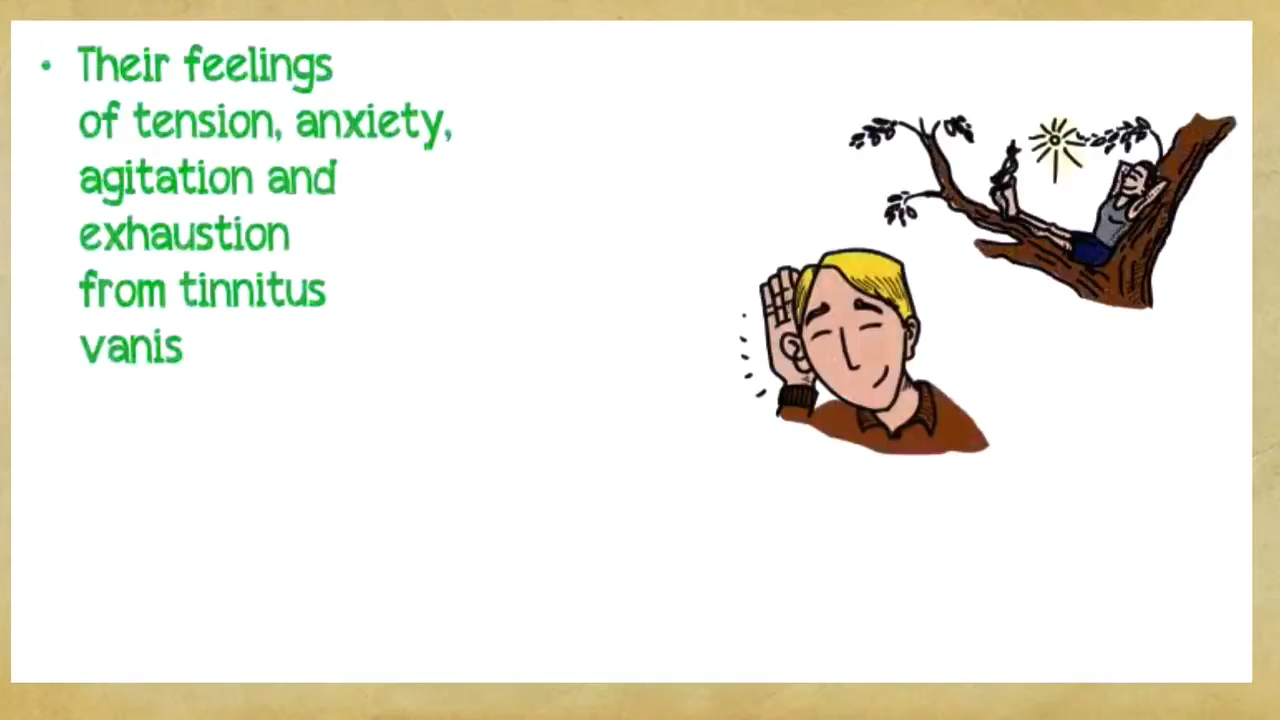 • Their feelings
of tension, anxiety,
agitation and
exhaustion
from tinnitus
vanis